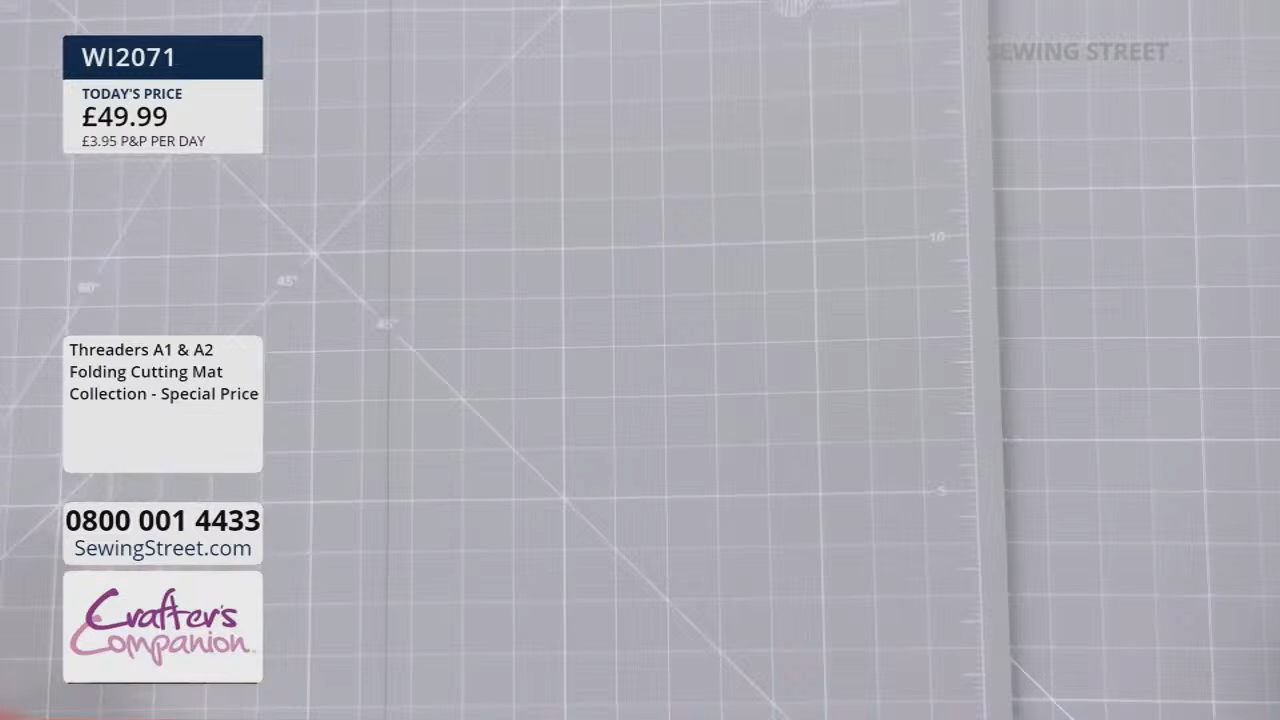 WI2071
TODAY'S PRICE
£49.99
£3.95 P&P PER DAY
SEWING STREET
10
60°
45°
45°
Threaders A1 & A2
Folding Cutting Mat
Collection - Special Price
5
0800 001 4433
SewingStreet.com
Crafter's
Companion